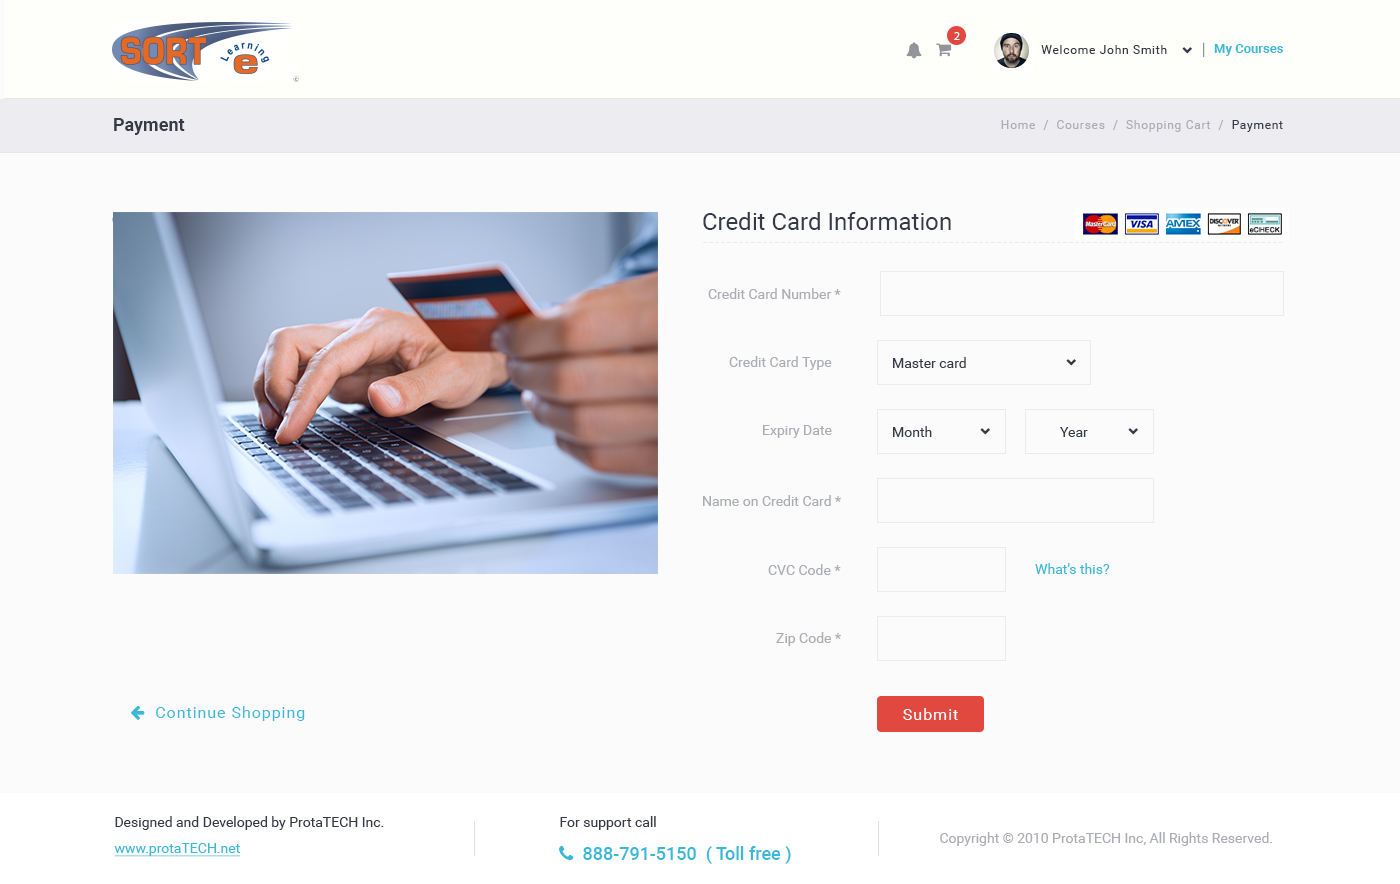 SORT
Learning
e
©
2
Welcome John Smith
|
My Courses
Payment
Home / Courses / Shopping Cart / Payment
Credit Card Information
MasterCard
VISA
AMEX
DISCOVER
eCHECK
Credit Card Number *
Credit Card Type
Master card
Expiry Date
Month
Year
Name on Credit Card *
CVC Code *
What's this?
Zip Code *
Continue Shopping
Submit
Designed and Developed by ProtaTECH Inc.
www.protaTECH.net
For support call
888-791-5150 ( Toll free )
Copyright © 2010 ProtaTECH Inc, All Rights Reserved.